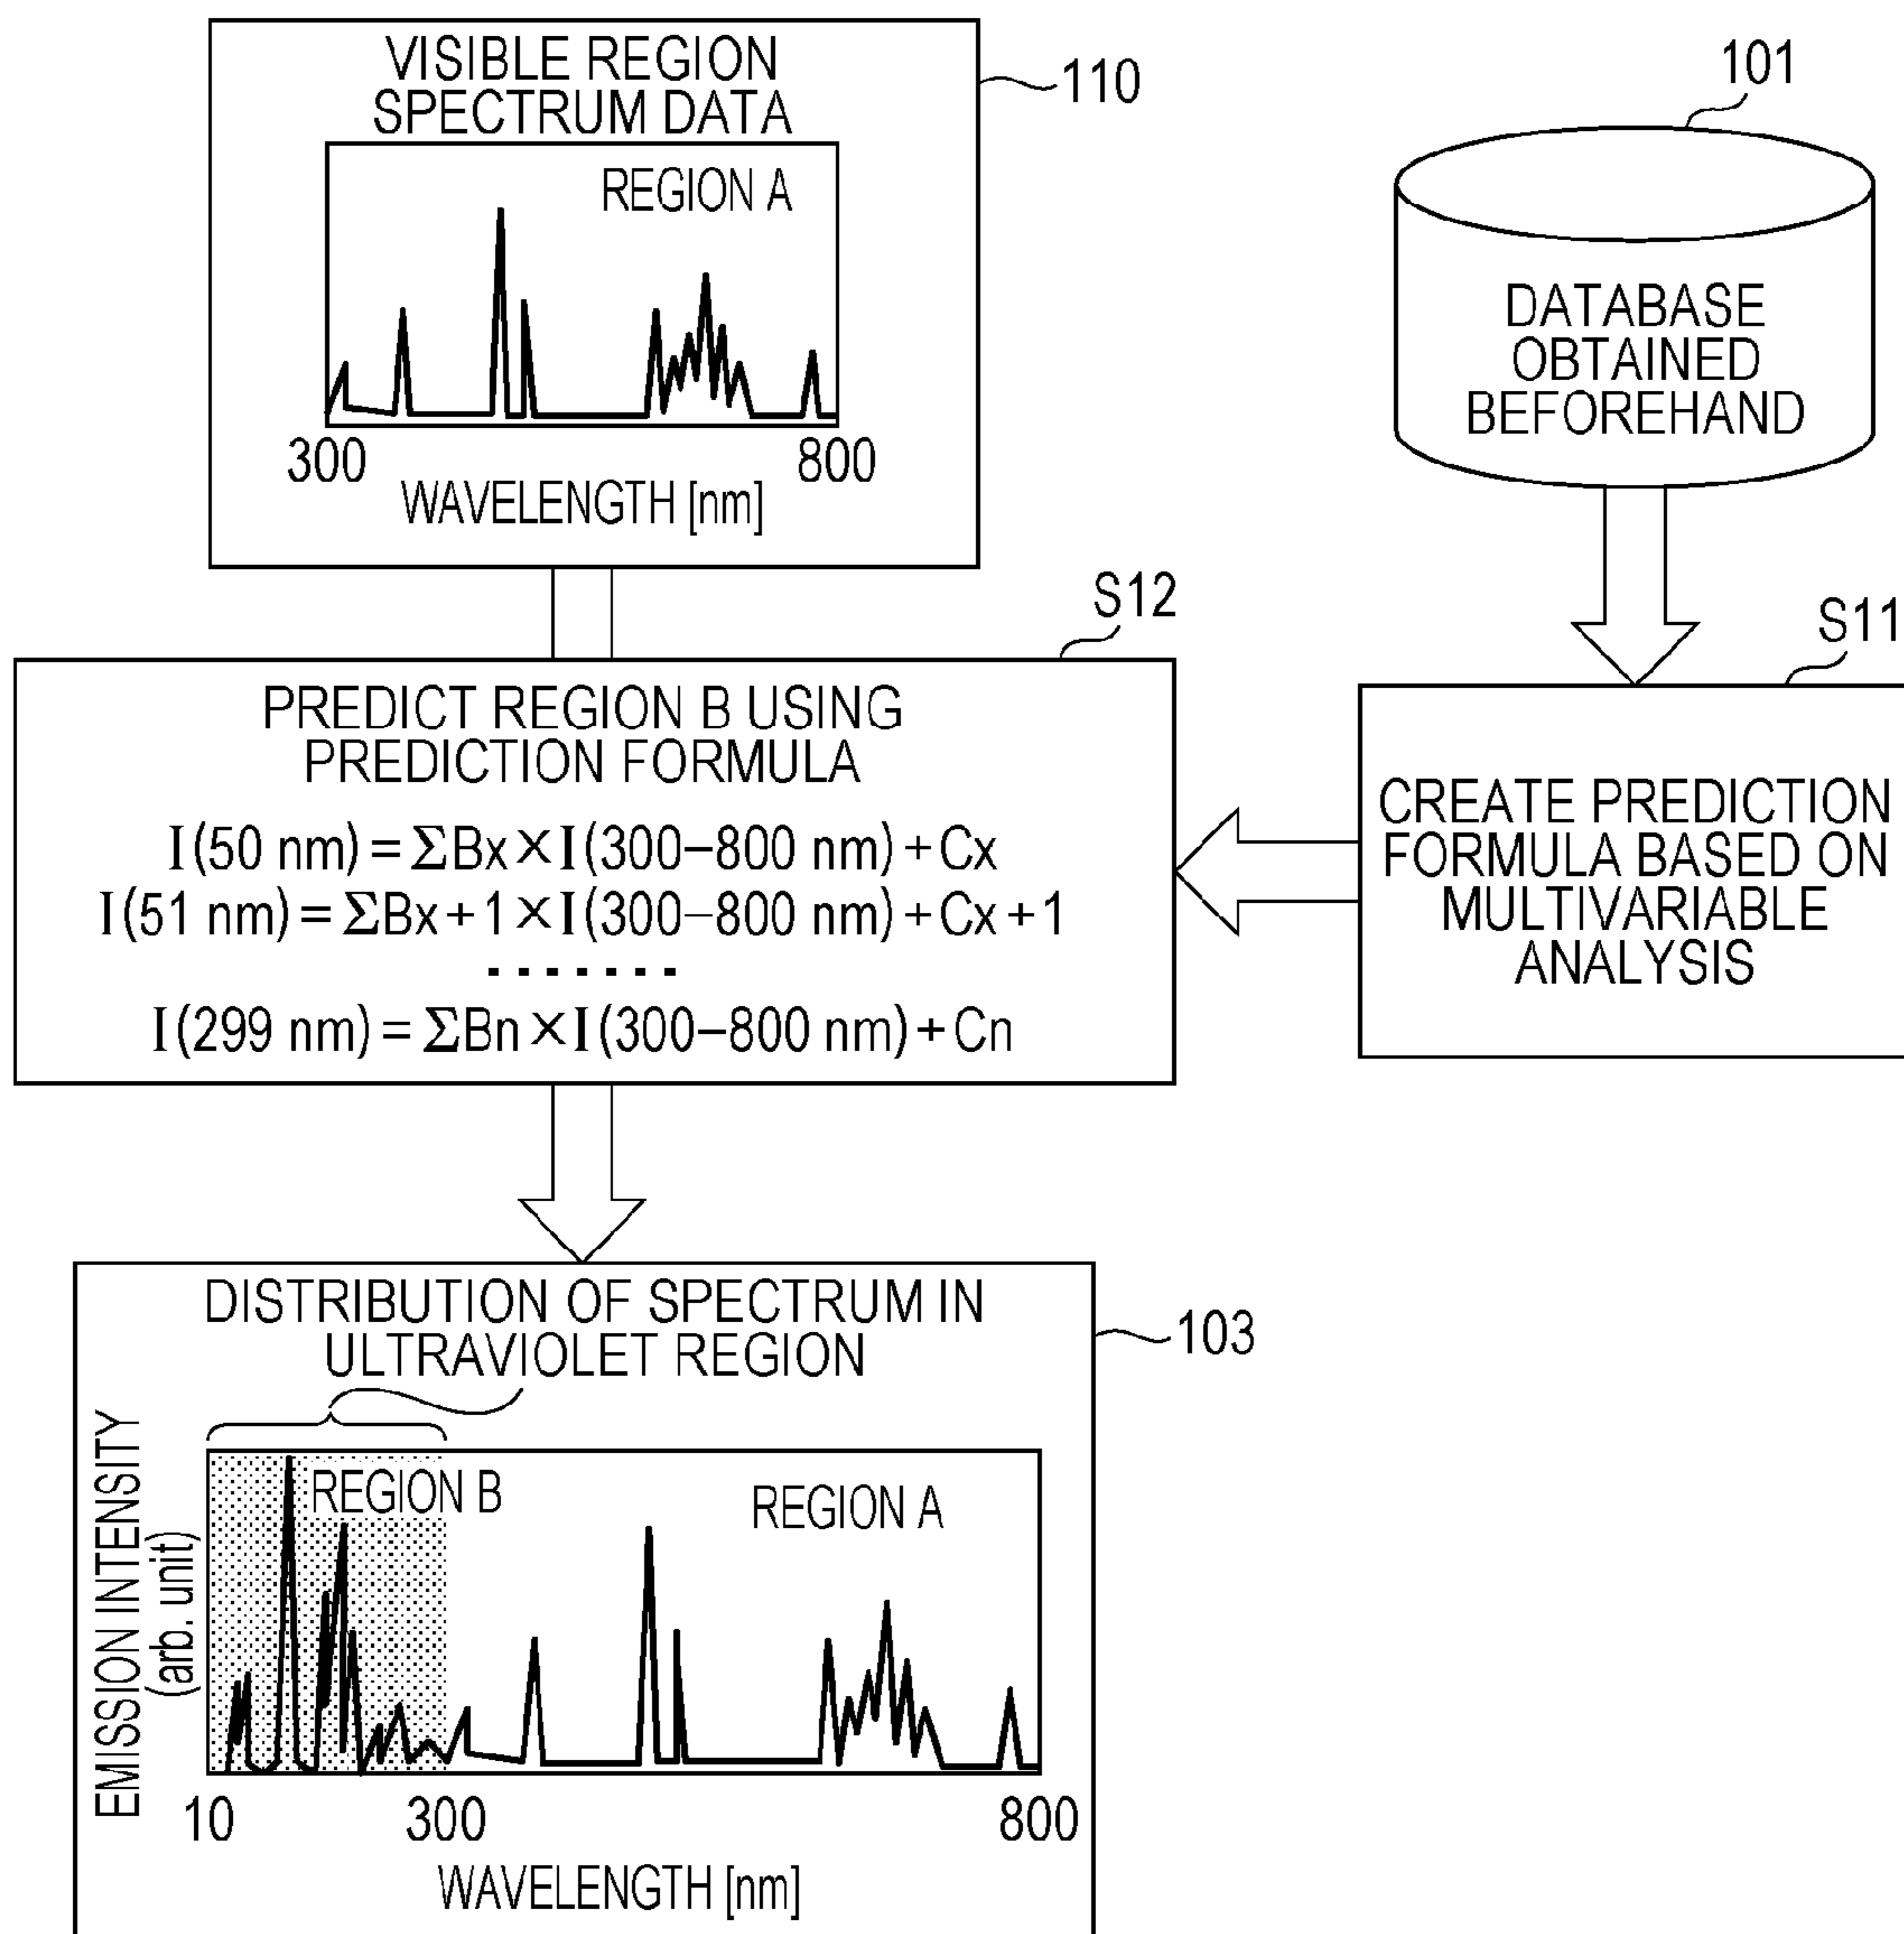 VISIBLE REGION
SPECTRUM DATA
110
REGION A
300
800
WAVELENGTH [nm]
101
DATABASE
OBTAINED
BEFOREHAND
S12
PREDICT REGION B USING
PREDICTION FORMULA
I(50 nm) = ΣBx × I(300–800 nm) + Cx
I(51 nm) = ΣBx + 1 × I(300–800 nm) + Cx + 1
·······
I(299 nm) = ΣBn × I(300–800 nm) + Cn
S11
CREATE PREDICTION
FORMULA BASED ON
MULTIVARIABLE
ANALYSIS
DISTRIBUTION OF SPECTRUM IN
ULTRAVIOLET REGION
103
EMISSION INTENSITY
(arb. unit)
REGION B
REGION A
10
300
800
WAVELENGTH [nm]